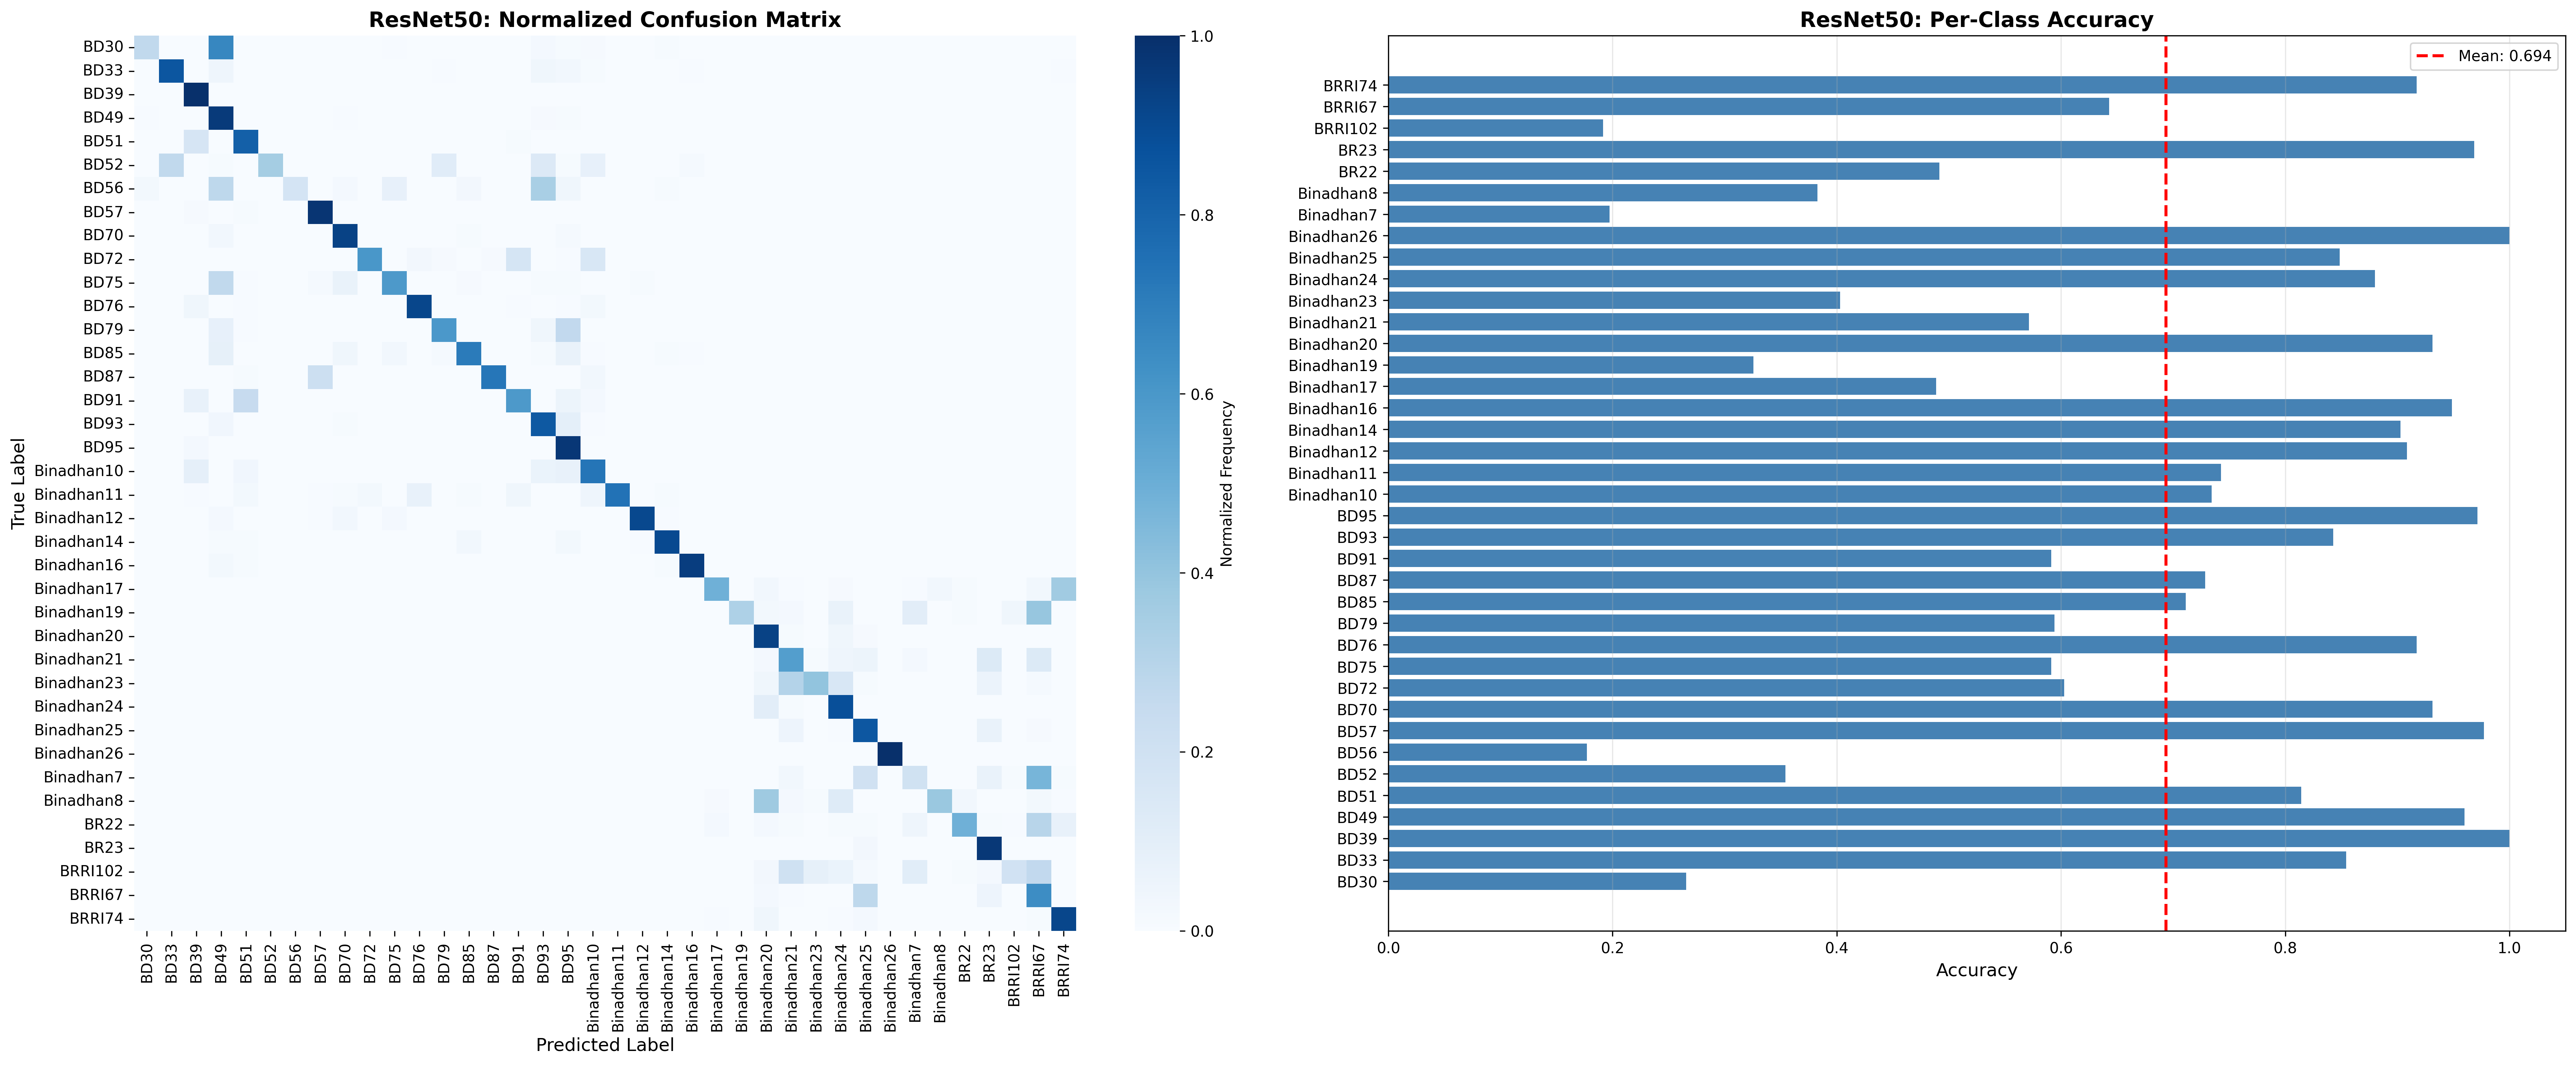 ResNet50: Normalized Confusion Matrix
True Label
BD30
BD33
BD39
BD49
BD51
BD52
BD56
BD57
BD70
BD72
BD75
BD76
BD79
BD85
BD87
BD91
BD93
BD95
Binadhan10
Binadhan11
Binadhan12
Binadhan14
Binadhan16
Binadhan17
Binadhan19
Binadhan20
Binadhan21
Binadhan23
Binadhan24
Binadhan25
Binadhan26
Binadhan7
Binadhan8
BR22
BR23
BRRI102
BRRI67
BRRI74
BD30
BD33
BD39
BD49
BD51
BD52
BD56
BD57
BD70
BD72
BD75
BD76
BD79
BD85
BD87
BD91
BD93
BD95
Binadhan10
Binadhan11
Binadhan12
Binadhan14
Binadhan16
Binadhan17
Binadhan19
Binadhan20
Binadhan21
Binadhan23
Binadhan24
Binadhan25
Binadhan26
Binadhan7
Binadhan8
BR22
BR23
BRRI102
BRRI67
BRRI74
Predicted Label
1.0
0.8
0.6
0.4
0.2
0.0
Normalized Frequency
ResNet50: Per-Class Accuracy
Mean: 0.694
BRRI74
BRRI67
BRRI102
BR23
BR22
Binadhan8
Binadhan7
Binadhan26
Binadhan25
Binadhan24
Binadhan23
Binadhan21
Binadhan20
Binadhan19
Binadhan17
Binadhan16
Binadhan14
Binadhan12
Binadhan11
Binadhan10
BD95
BD93
BD91
BD87
BD85
BD79
BD76
BD75
BD72
BD70
BD57
BD56
BD52
BD51
BD49
BD39
BD33
BD30
0.0 0.2 0.4 0.6 0.8 1.0
Accuracy